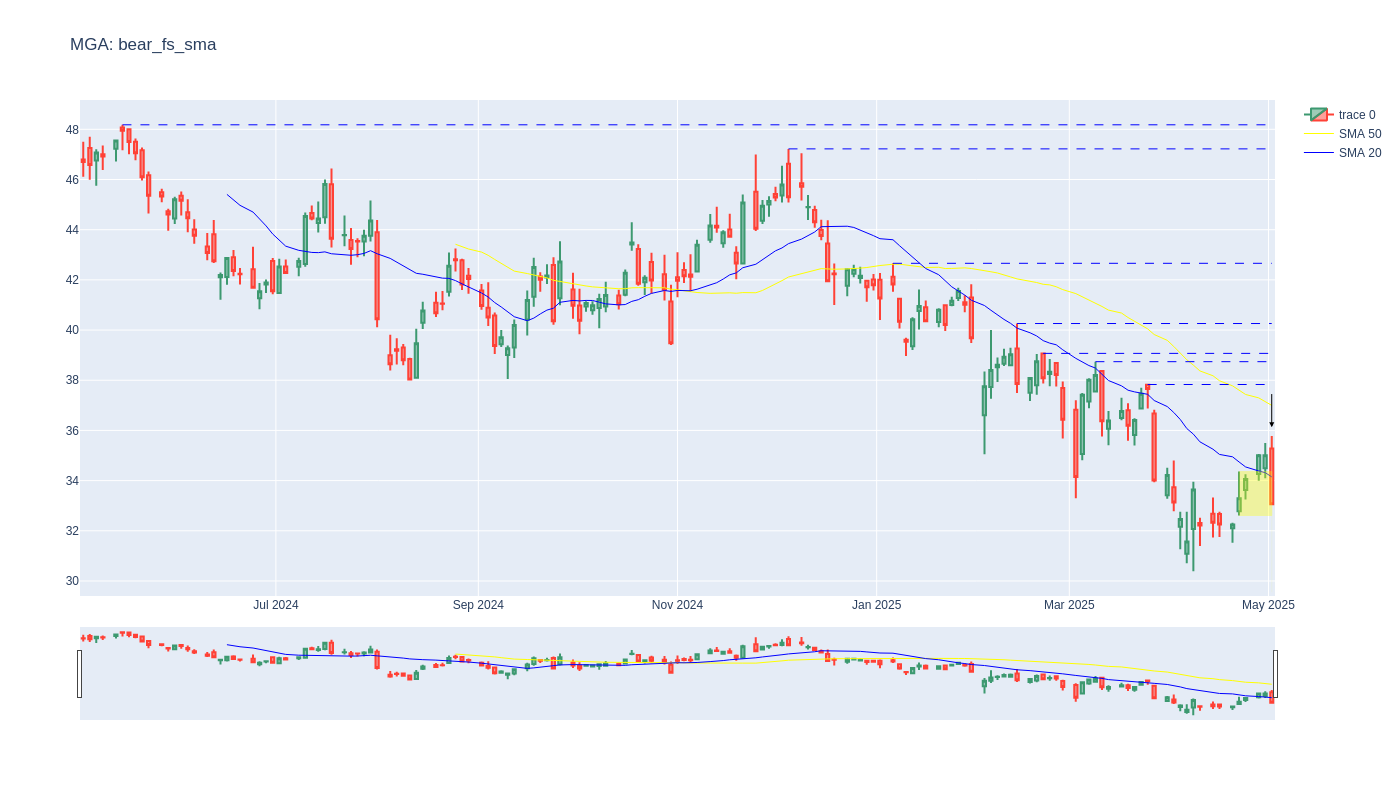 MGA: bear_fs_sma
trace 0
SMA 50
SMA 20
48
46
44
42
40
38
36
34
32
30
Jul 2024
Sep 2024
Nov 2024
Jan 2025
Mar 2025
May 2025